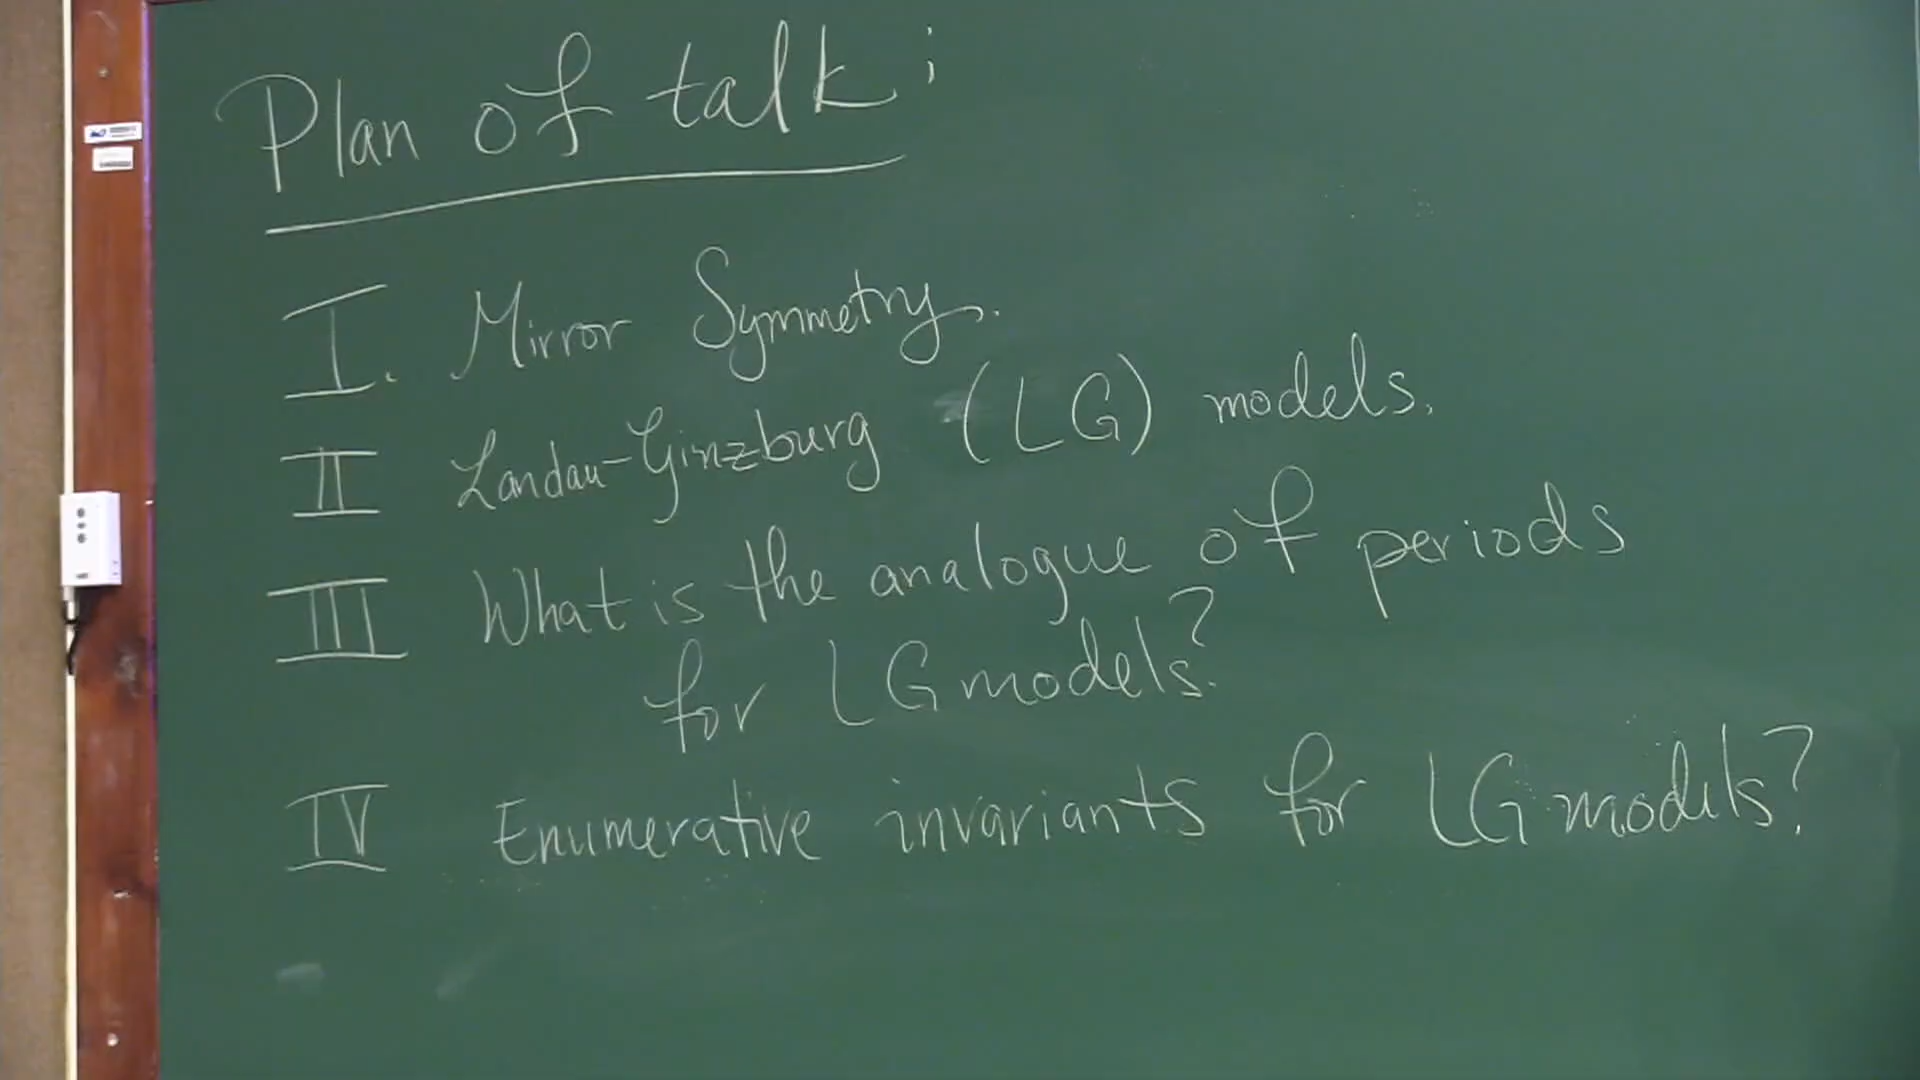 Plan of talk:
I. Mirror Symmetry.
II Landau-Ginzburg (LG) models.
III What is the analogue of periods
for LG models?
IV Enumerative invariants for LG models?